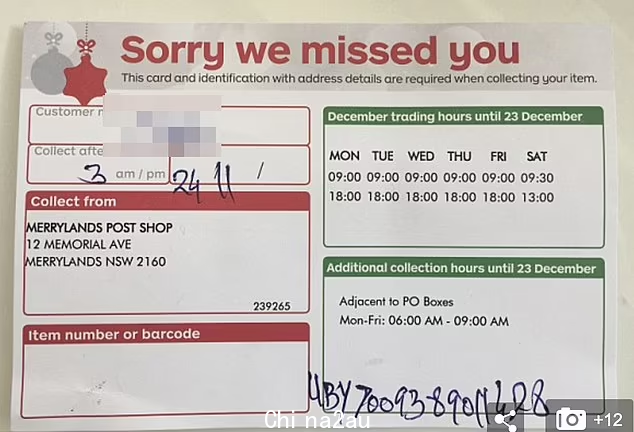 Sorry we missed you
This card and identification with address details are required when collecting your item.
Customer
Collect after
3 am / pm 24 11 /
Collect from
MERRYLANDS POST SHOP
12 MEMORIAL AVE
MERRYLANDS NSW 2160
239265
Item number or barcode
December trading hours until 23 December
MON TUE WED THU FRI SAT
09:00 09:00 09:00 09:00 09:00 09:30
18:00 18:00 18:00 18:00 18:00 13:00
Additional collection hours until 23 December
Adjacent to PO Boxes
Mon-Fri: 06:00 AM - 09:00 AM
Chi na2au
+12